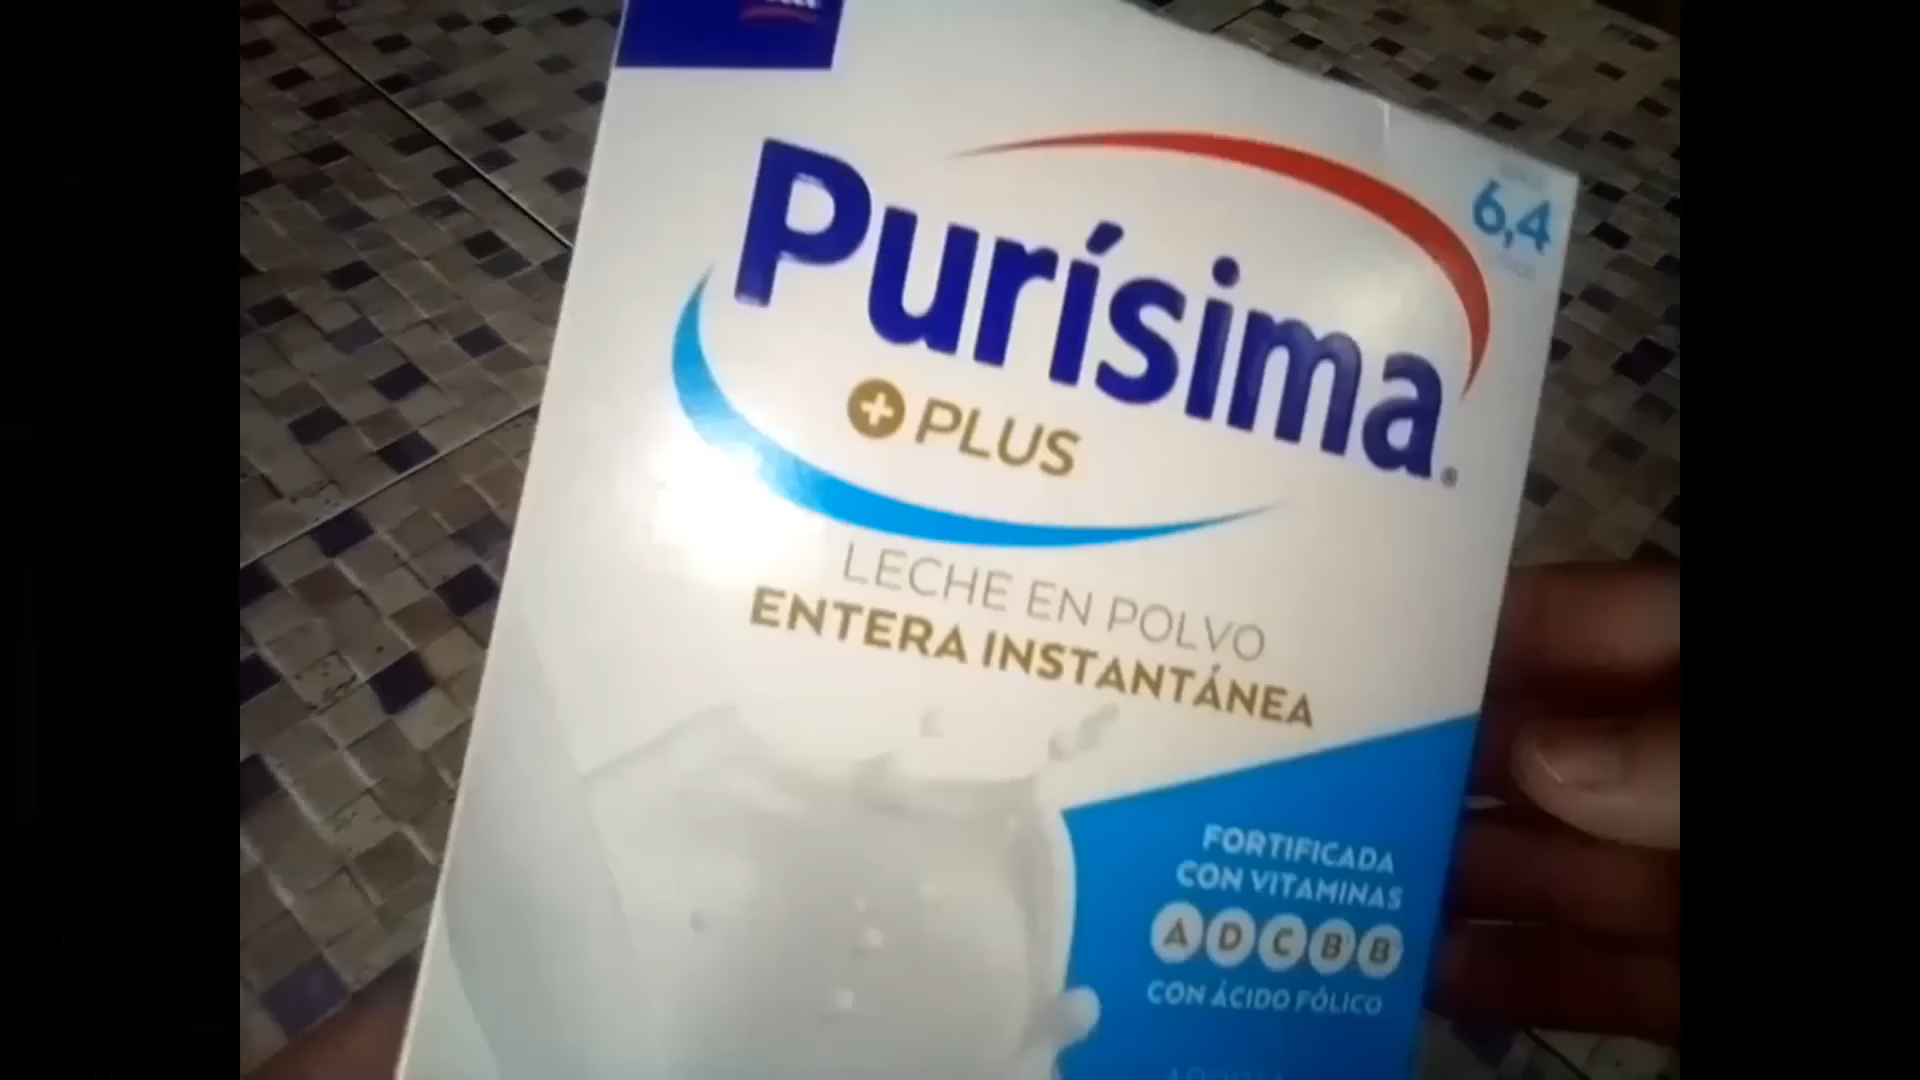 Purísima
6,4
PLUS
LECHE EN POLVO
ENTERA INSTANTÁNEA
FORTIFICADA
CON VITAMINAS
A D C B B
CON ÁCIDO FÓLICO